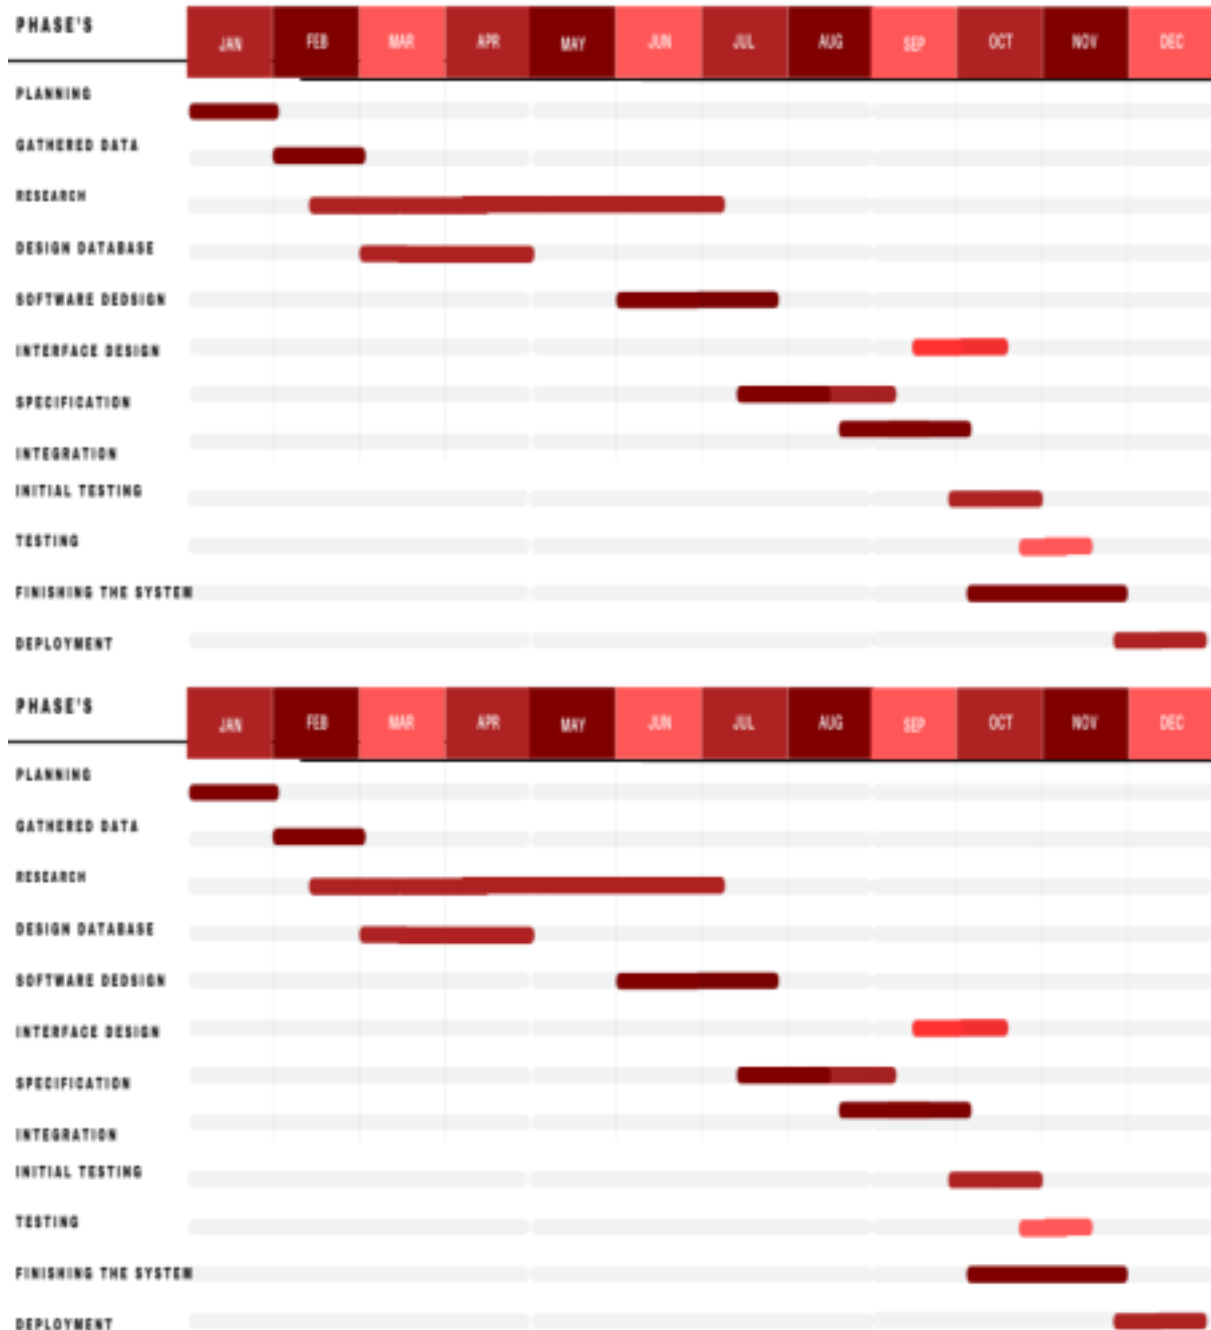 PHASE'S JAN FEB MAR APR MAY JUN JUL AUG SEP OCT NOV DEC
PLANNING
GATHERED DATA
RESEARCH
DESIGN DATABASE
SOFTWARE DEDSIGN
INTERFACE DESIGN
SPECIFICATION
INTEGRATION
INITIAL TESTING
TESTING
FINISHING THE SYSTEM
DEPLOYMENT
PHASE'S JAN FEB MAR APR MAY JUN JUL AUG SEP OCT NOV DEC
PLANNING
GATHERED DATA
RESEARCH
DESIGN DATABASE
SOFTWARE DEDSIGN
INTERFACE DESIGN
SPECIFICATION
INTEGRATION
INITIAL TESTING
TESTING
FINISHING THE SYSTEM
DEPLOYMENT